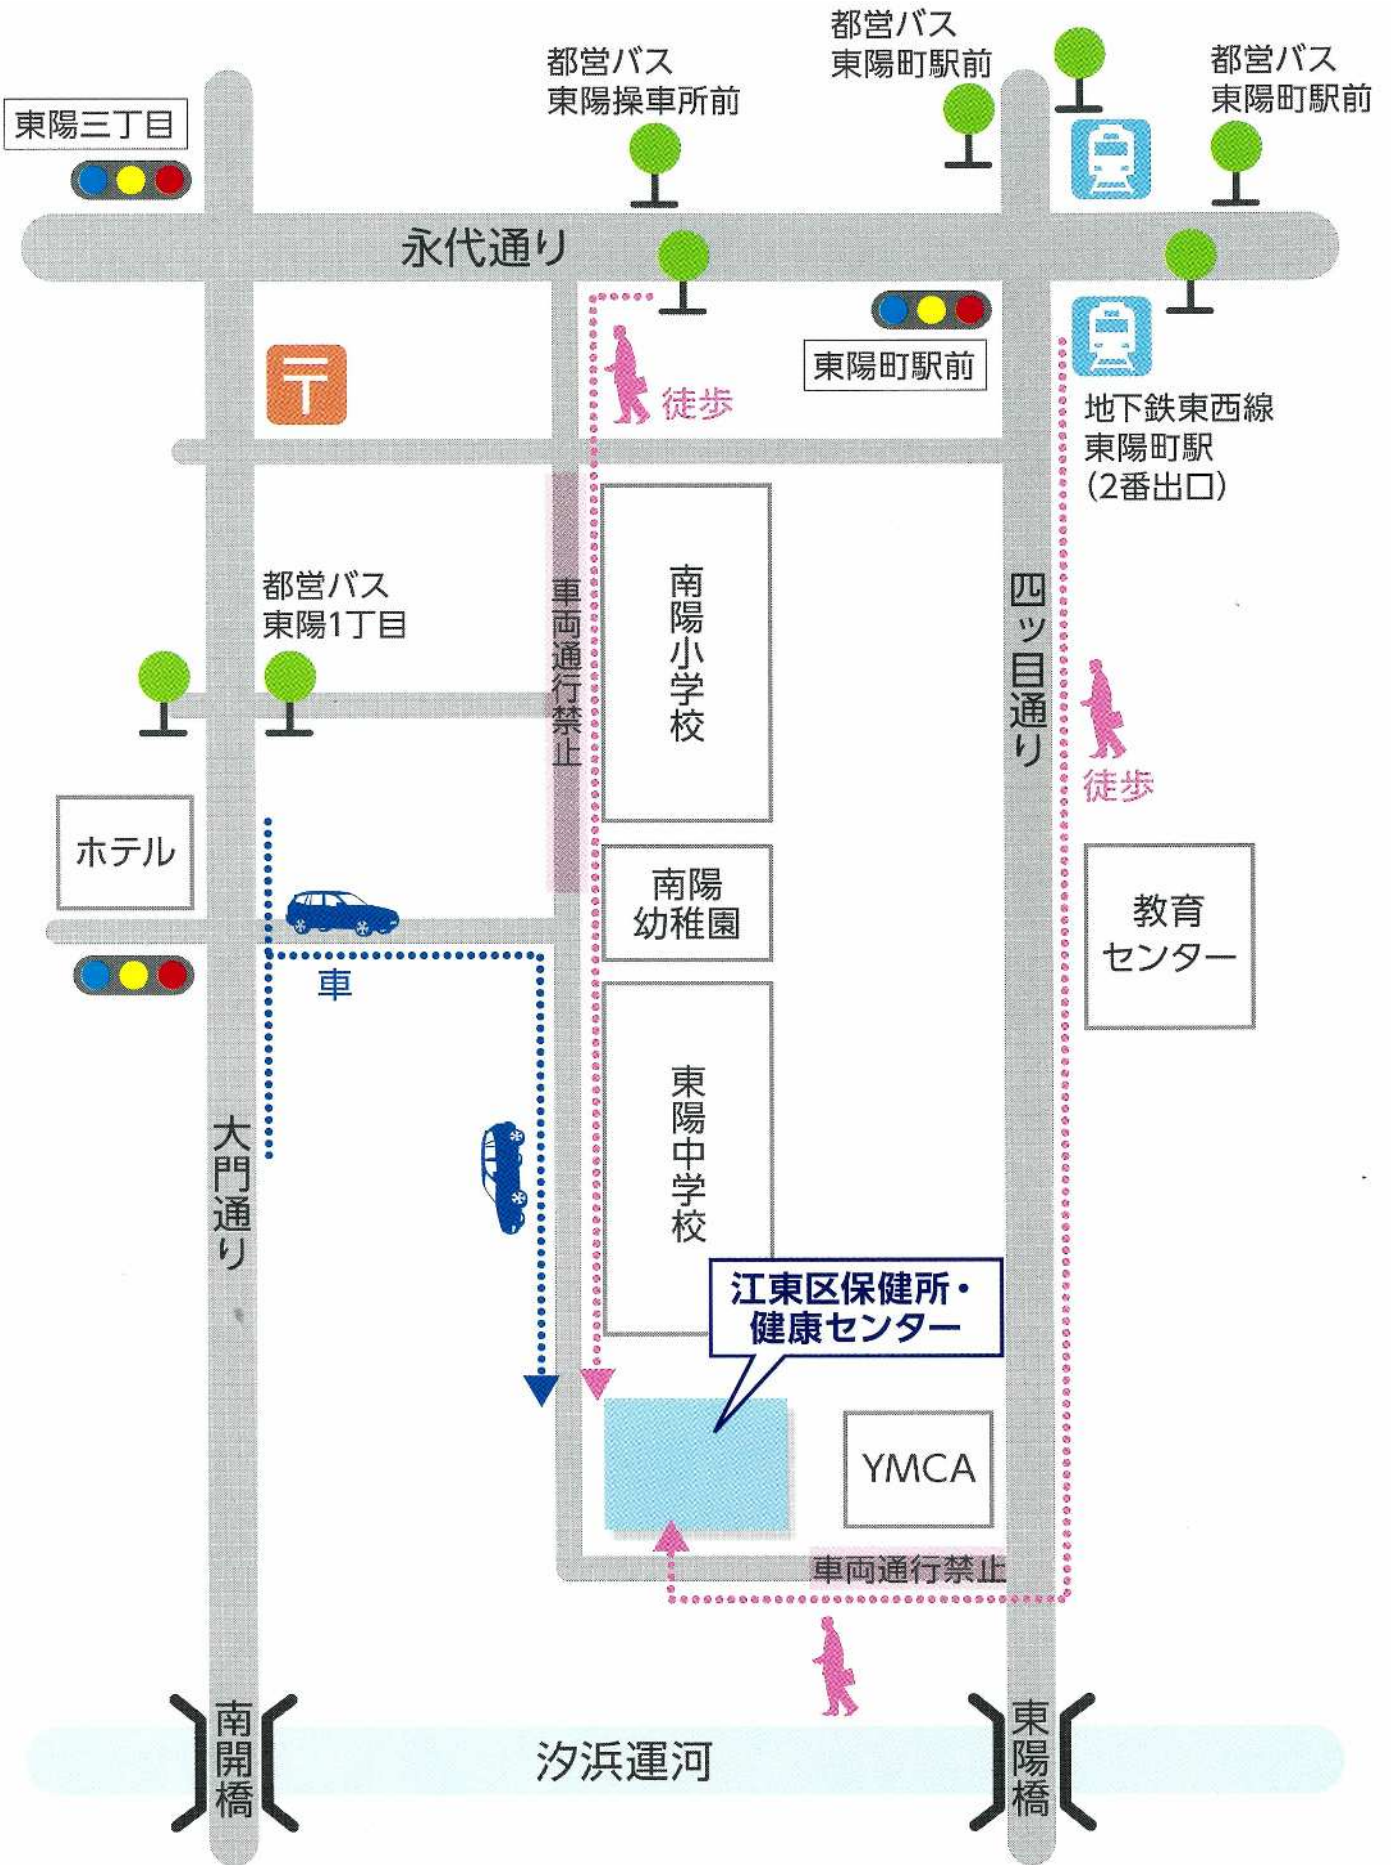 都営バス
東陽町駅前
都営バス
東陽操車所前
都営バス
東陽町駅前
東陽三丁目
永代通り
東陽町駅前
徒歩
地下鉄東西線
東陽町駅
(2番出口)
都営バス
東陽1丁目
車両通行禁止
南陽小学校
四ツ目通り
徒歩
ホテル
南陽
幼稚園
教育
センター
車
東陽中学校
大門通り
江東区保健所・
健康センター
YMCA
車両通行禁止
南開橋
汐浜運河
東陽橋